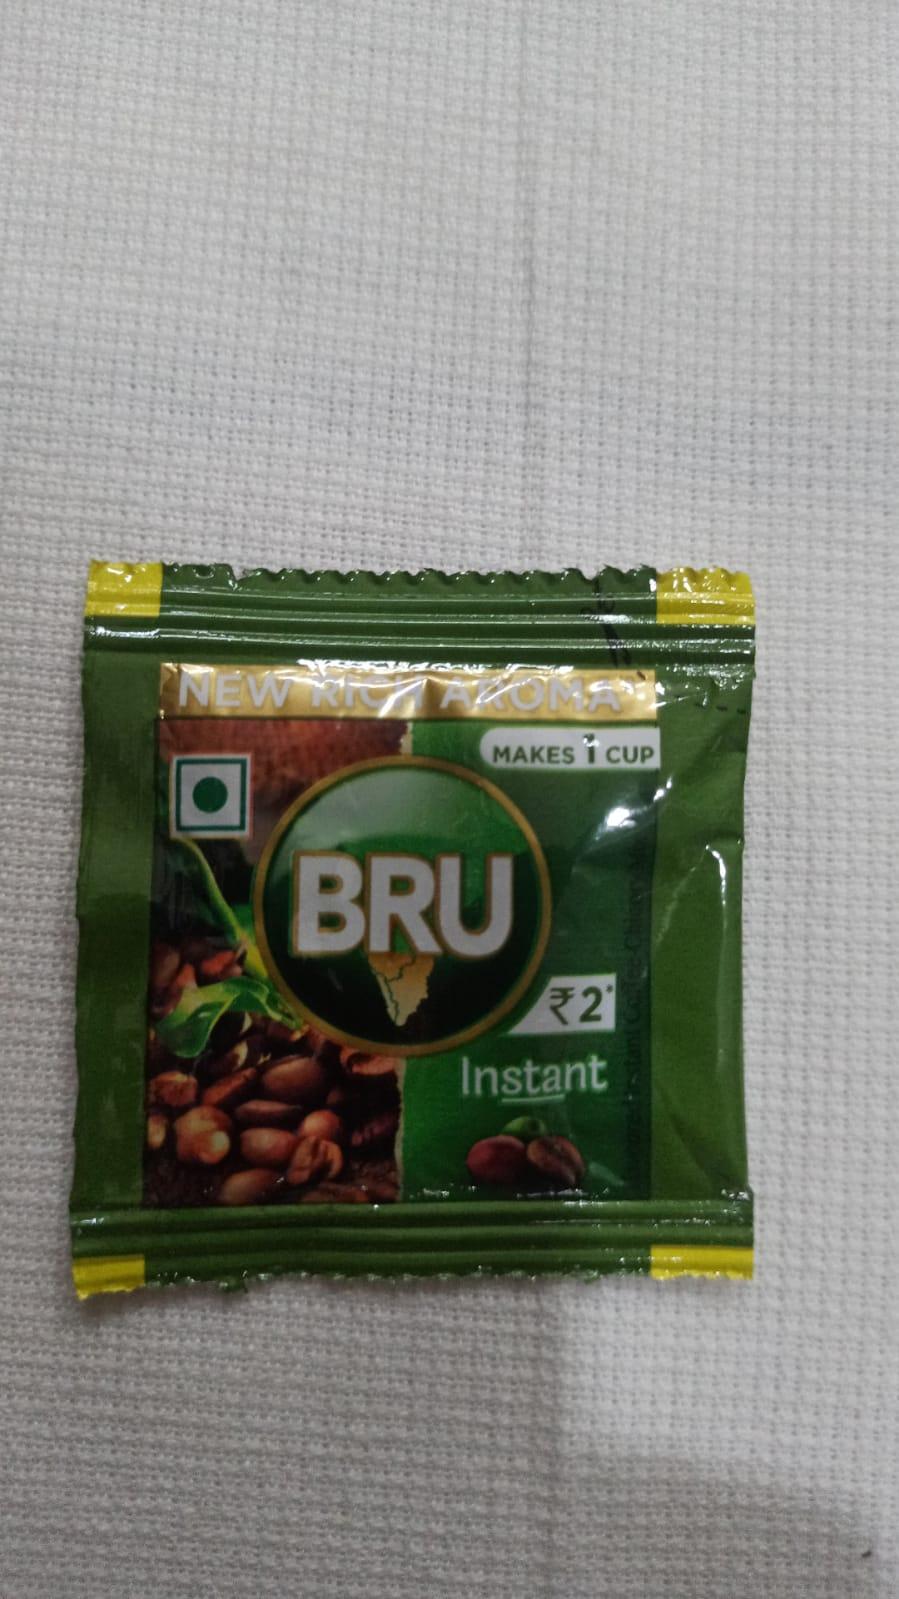 NEW RICH AROMA*
MAKES 1 CUP
BRU
₹2*
Instant